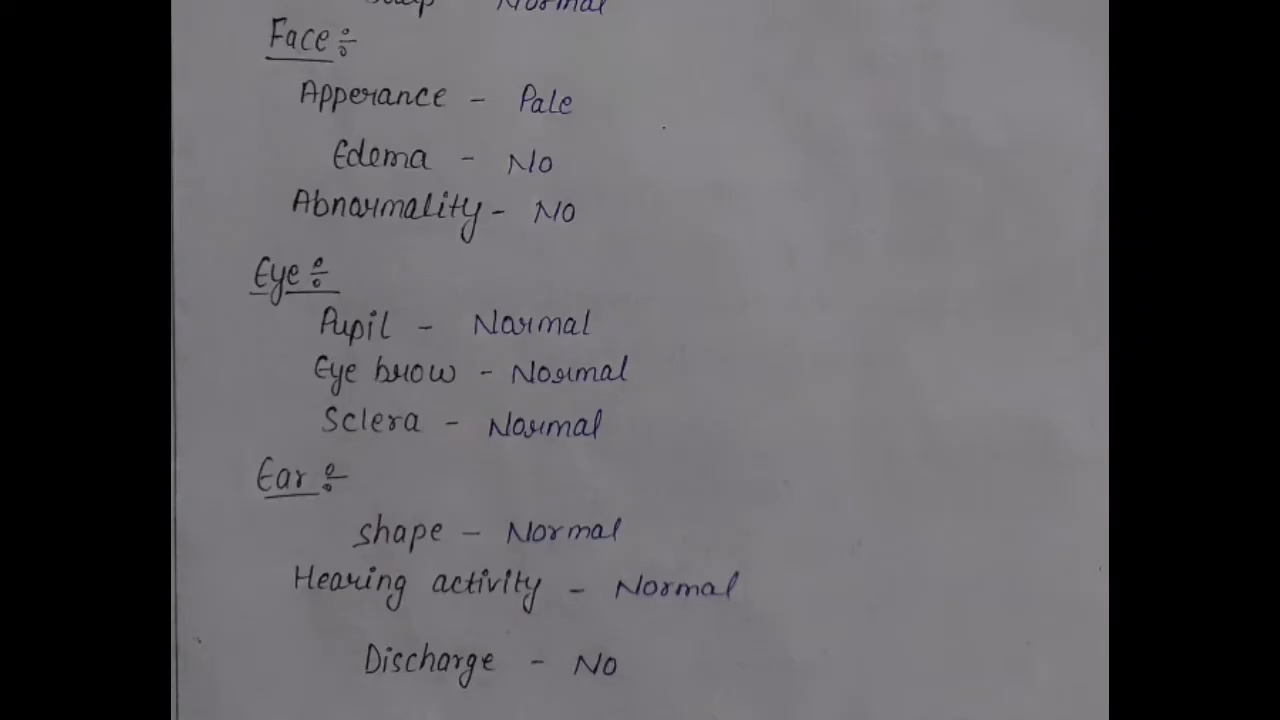 Normal
Face :-
Apperance - Pale
Edema - No
Abnormality - No
Eye :-
Pupil - Normal
Eye brow - Normal
Sclera - Normal
Ear :-
shape - Normal
Hearing activity - Normal
Discharge - No